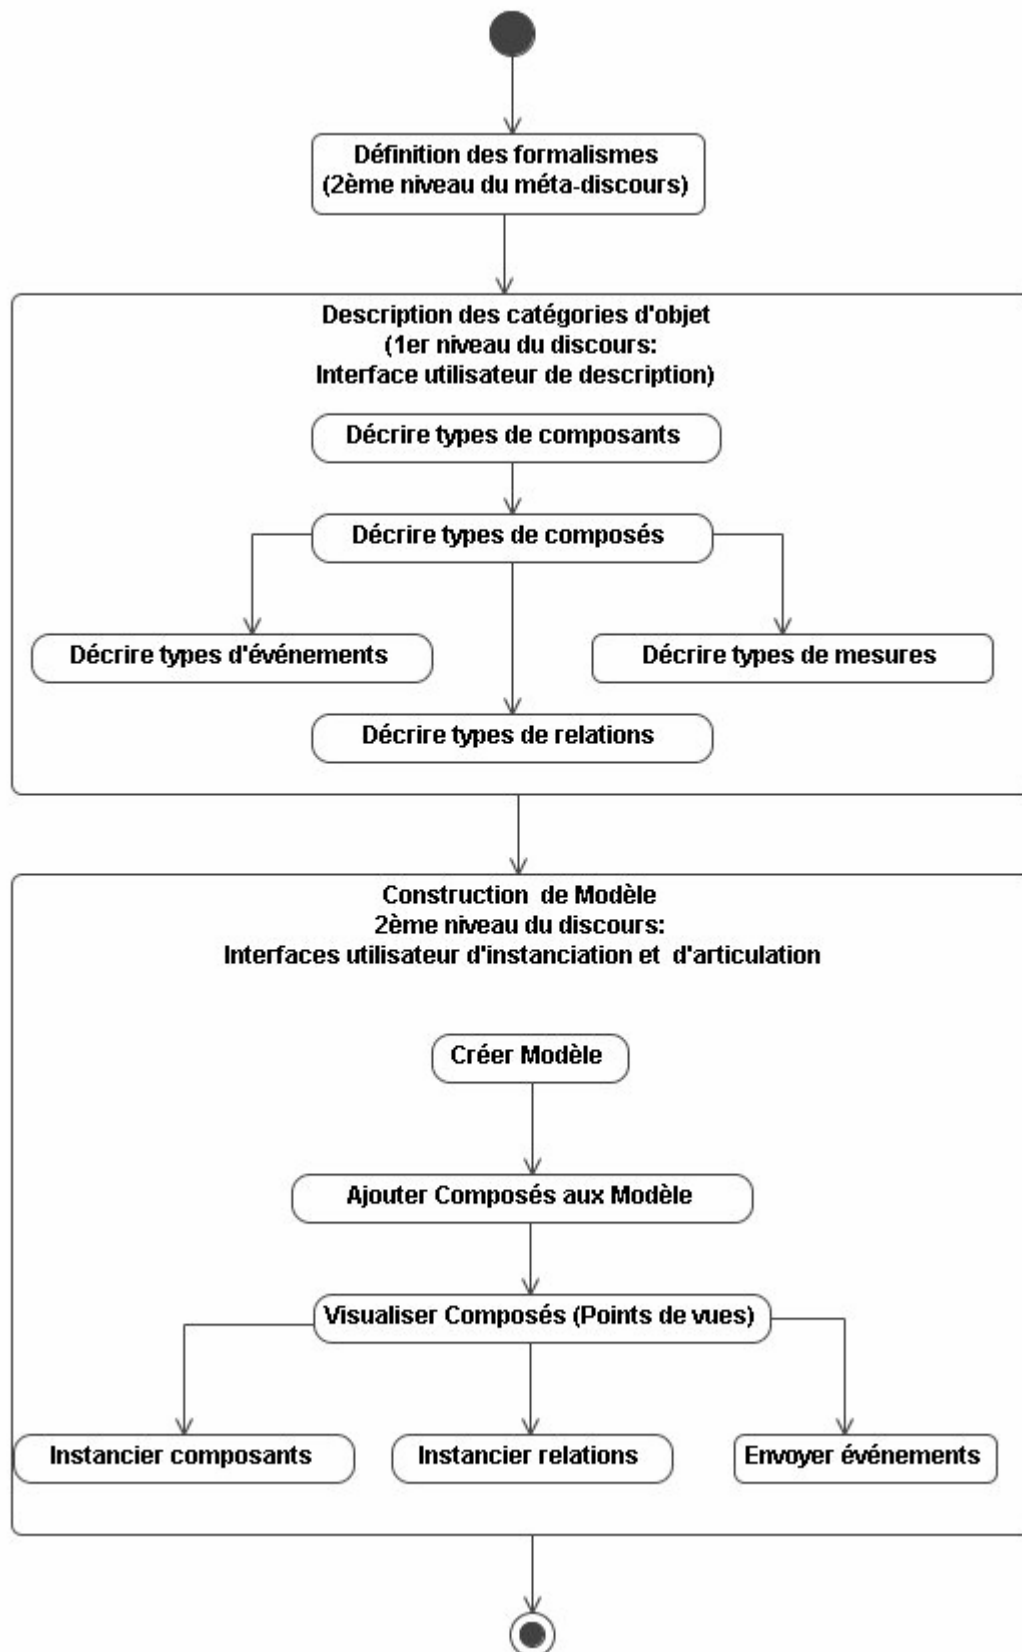 Définition des formalismes
(2ème niveau du méta-discours)
Description des catégories d'objet
(1er niveau du discours:
Interface utilisateur de description)
Décrire types de composants
Décrire types de composés
Décrire types d'événements
Décrire types de mesures
Décrire types de relations
Construction de Modèle
2ème niveau du discours:
Interfaces utilisateur d'instanciation et d'articulation
Créer Modèle
Ajouter Composés aux Modèle
Visualiser Composés (Points de vues)
Instancier composants
Instancier relations
Envoyer événements